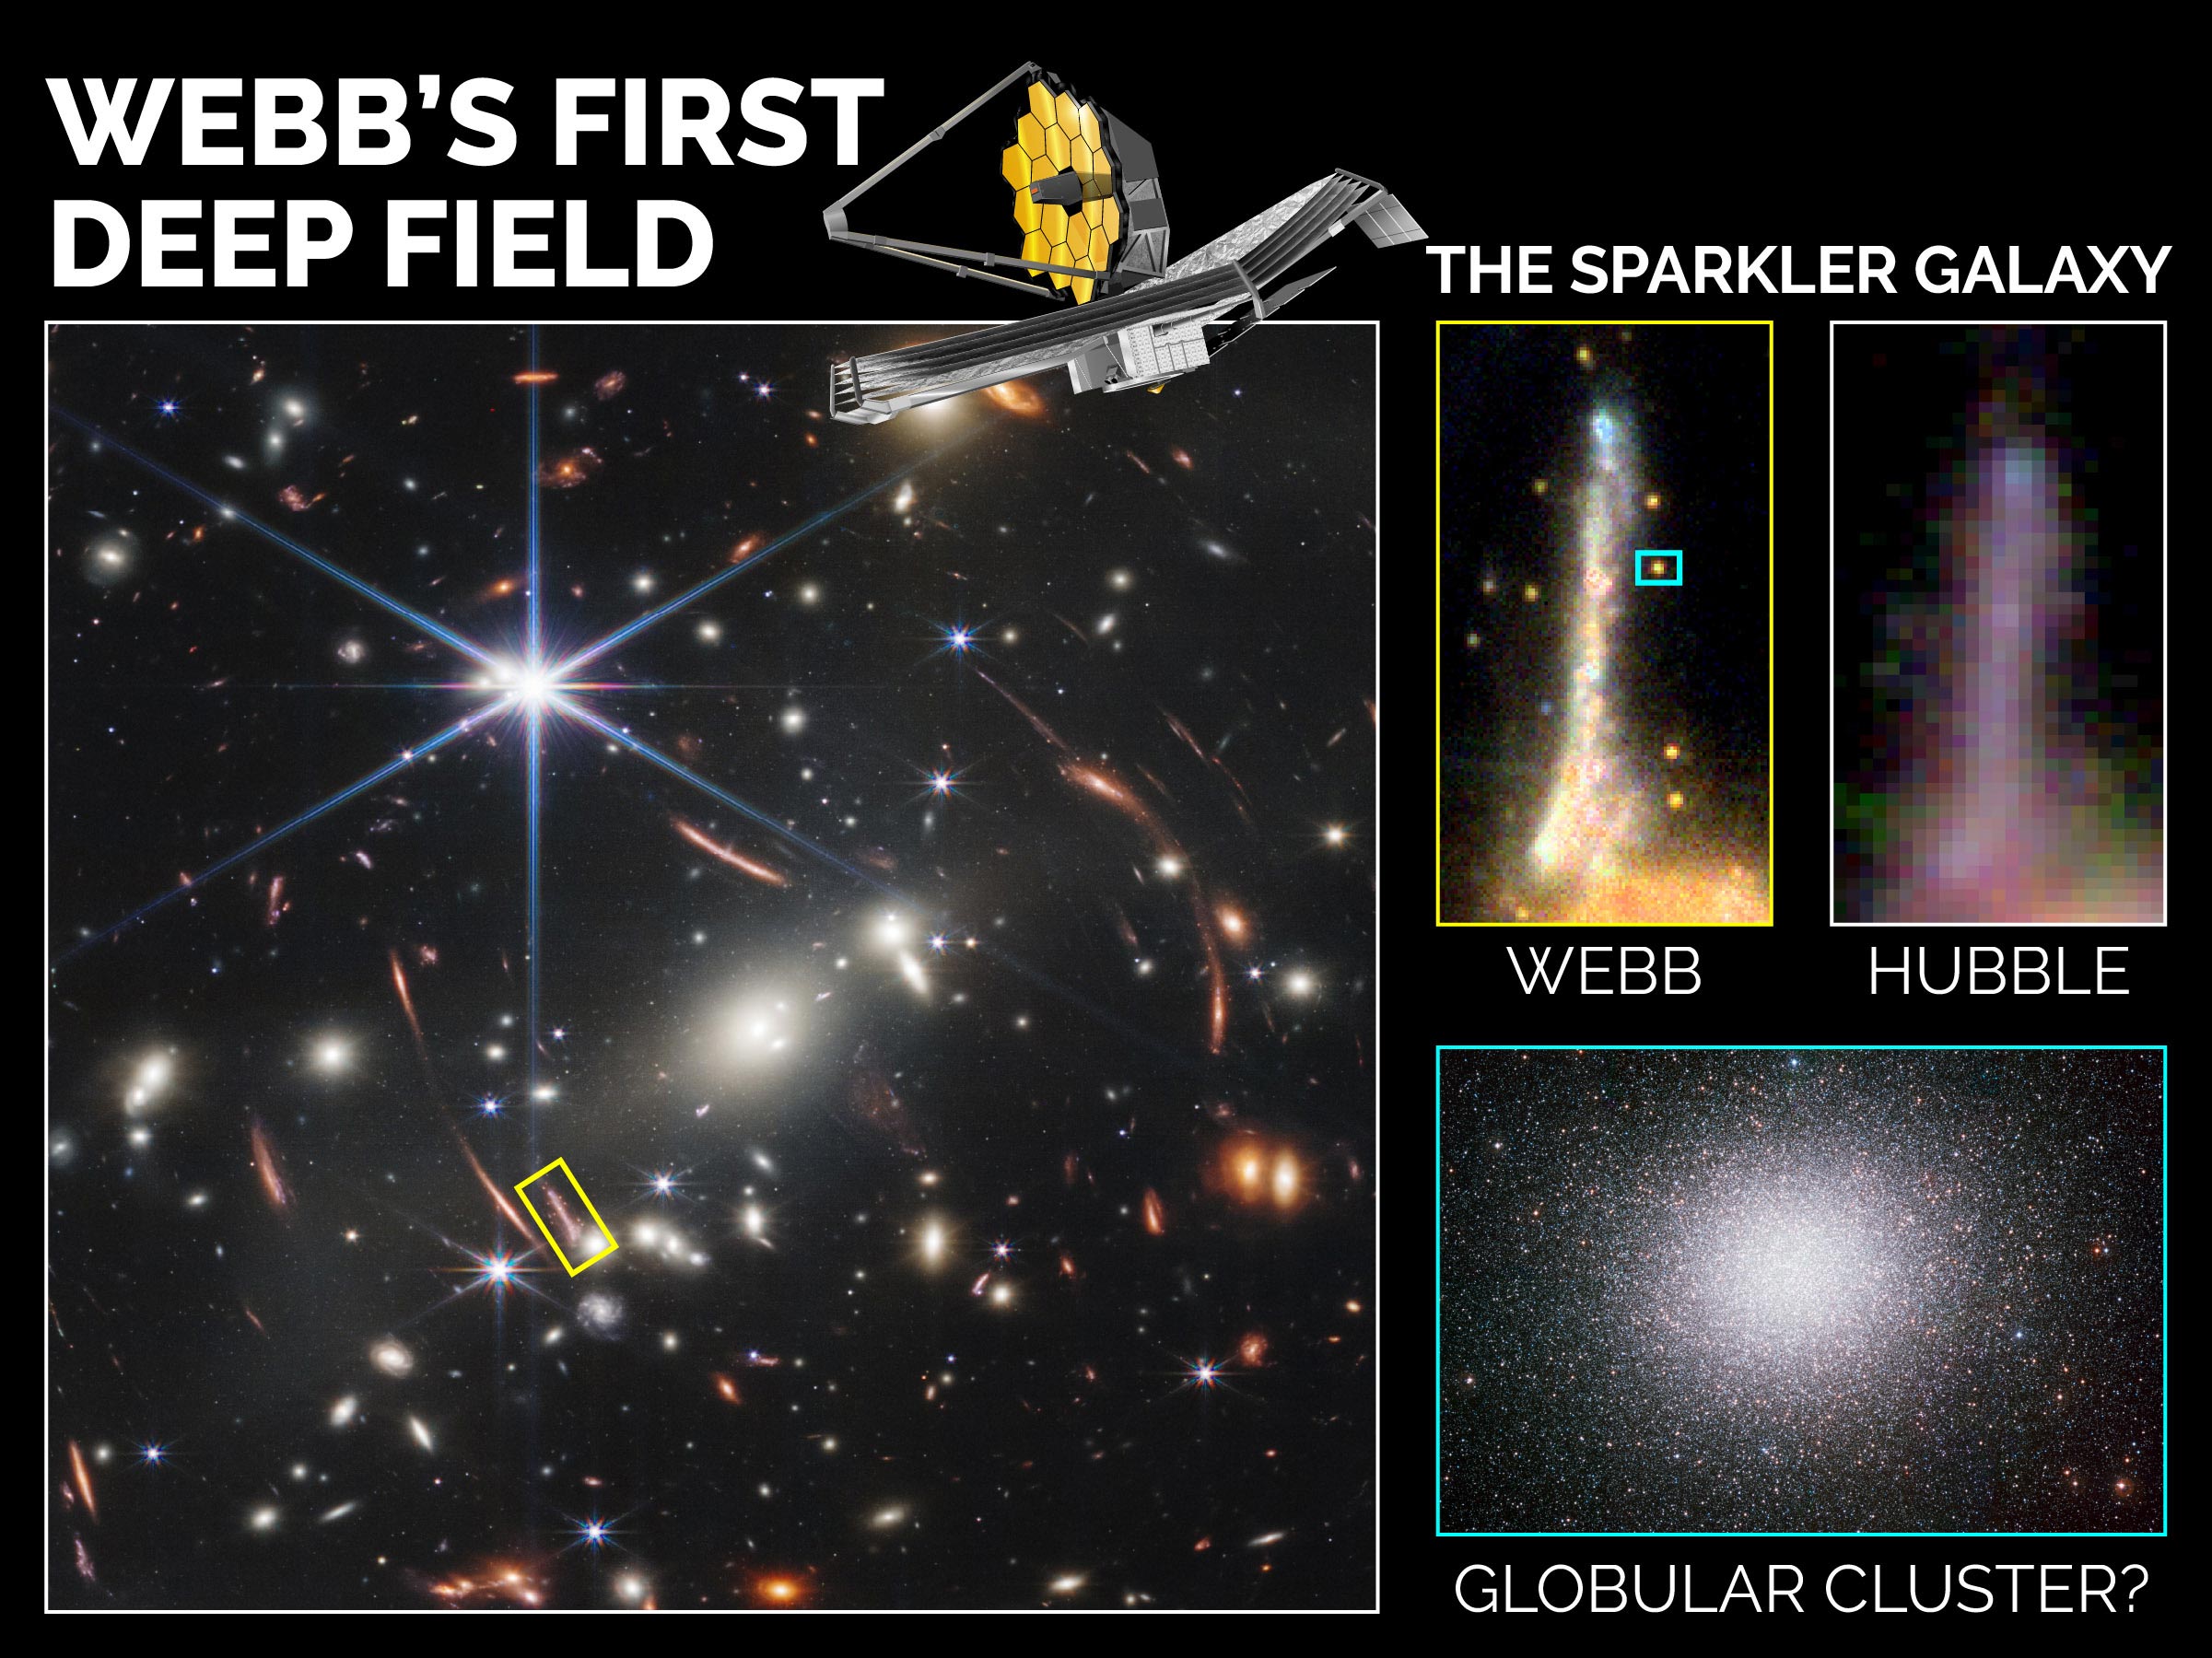 WEBB’S FIRST
DEEP FIELD
THE SPARKLER GALAXY
WEBB
HUBBLE
GLOBULAR CLUSTER?